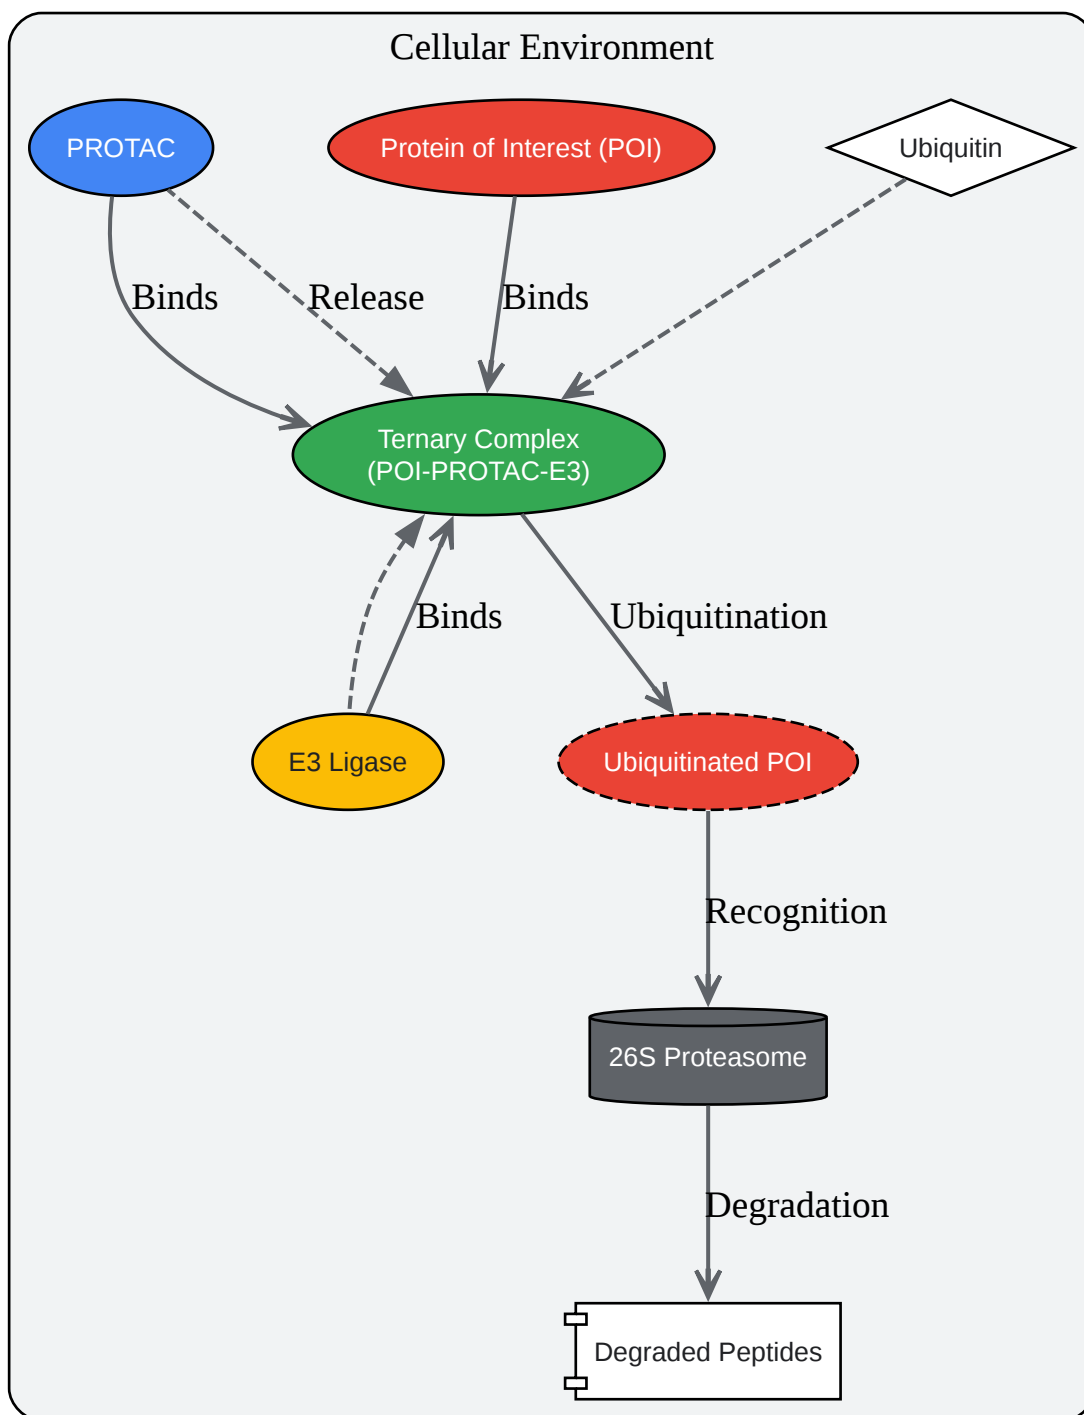 Cellular Environment
PROTAC
Protein of Interest (POI)
Ubiquitin
Binds
Release
Binds
Ternary Complex
(POI-PROTAC-E3)
Binds
Ubiquitination
E3 Ligase
Ubiquitinated POI
Recognition
26S Proteasome
Degradation
Degraded Peptides